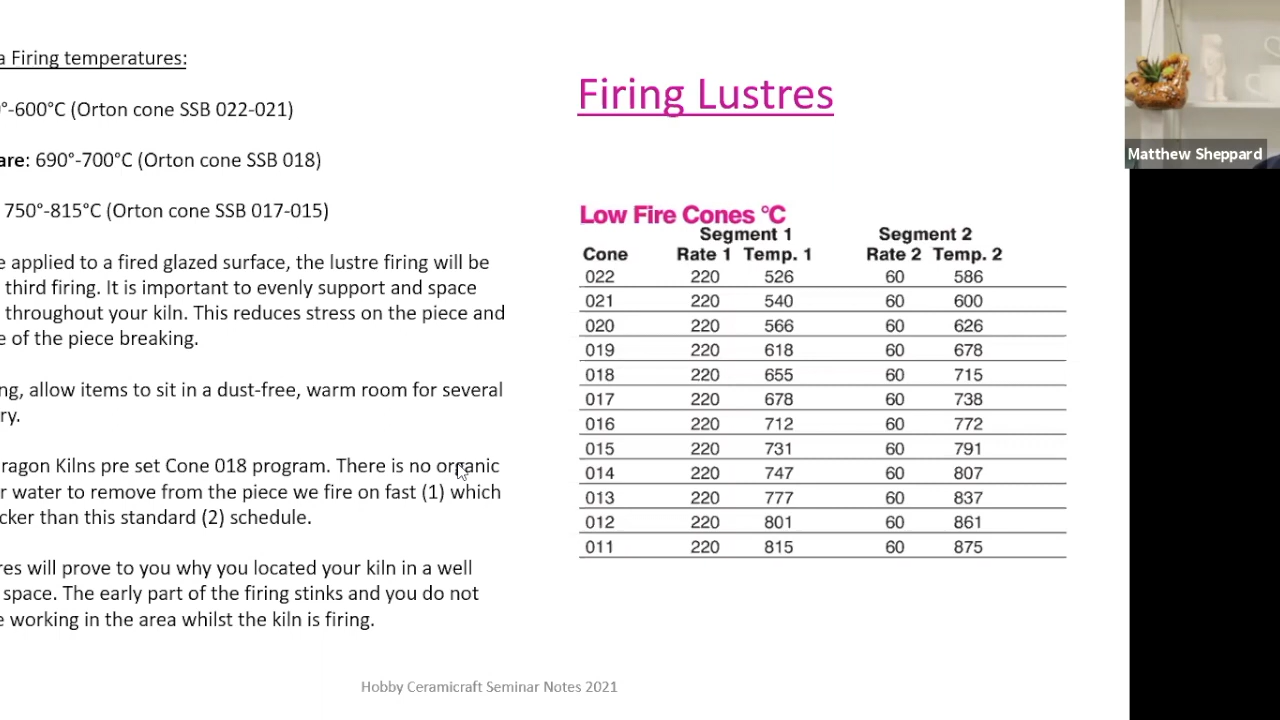 a Firing temperatures:
°-600°C (Orton cone SSB 022-021)
are: 690°-700°C (Orton cone SSB 018)
750°-815°C (Orton cone SSB 017-015)
e applied to a fired glazed surface, the lustre firing will be
third firing. It is important to evenly support and space
throughout your kiln. This reduces stress on the piece and
e of the piece breaking.
ng, allow items to sit in a dust-free, warm room for several
ry.
ragon Kilns pre set Cone 018 program. There is no organic
r water to remove from the piece we fire on fast (1) which
cker than this standard (2) schedule.
res will prove to you why you located your kiln in a well
space. The early part of the firing stinks and you do not
e working in the area whilst the kiln is firing.
Firing Lustres
Low Fire Cones °C
Segment 1 Segment 2
Cone Rate 1 Temp. 1 Rate 2 Temp. 2
022 220 526 60 586
021 220 540 60 600
020 220 566 60 626
019 220 618 60 678
018 220 655 60 715
017 220 678 60 738
016 220 712 60 772
015 220 731 60 791
014 220 747 60 807
013 220 777 60 837
012 220 801 60 861
011 220 815 60 875
Matthew Sheppard
Hobby Ceramicraft Seminar Notes 2021